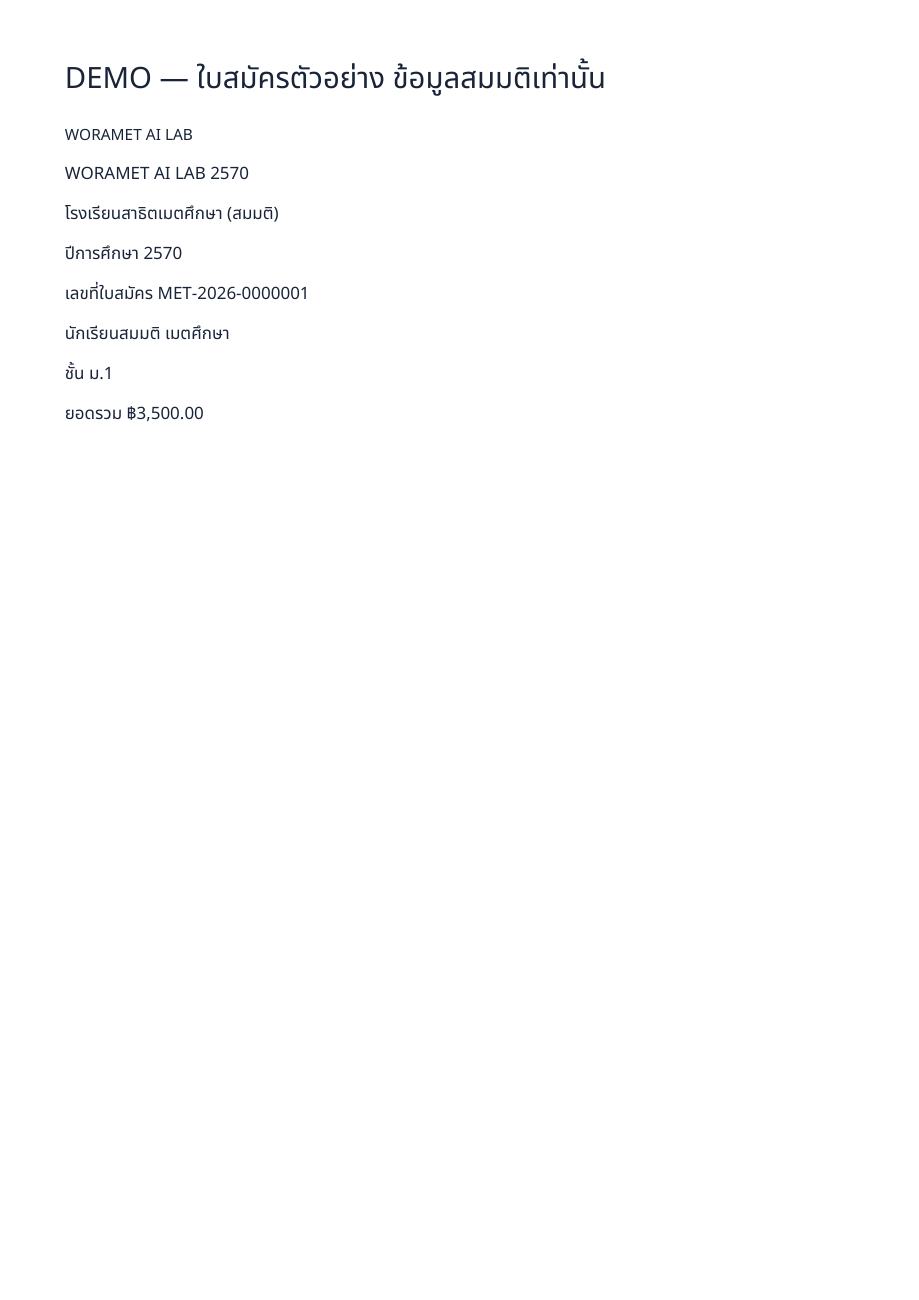 DEMO — ใบสมัครตัวอย่าง ข้อมูลสมมติเท่านั้น
WORAMET AI LAB
WORAMET AI LAB 2570
โรงเรียนสาธิตเมตศึกษา (สมมติ)
ปีการศึกษา 2570
เลขที่ใบสมัคร MET-2026-0000001
นักเรียนสมมติ เมตศึกษา
ชั้น ม.1
ยอดรวม ฿3,500.00